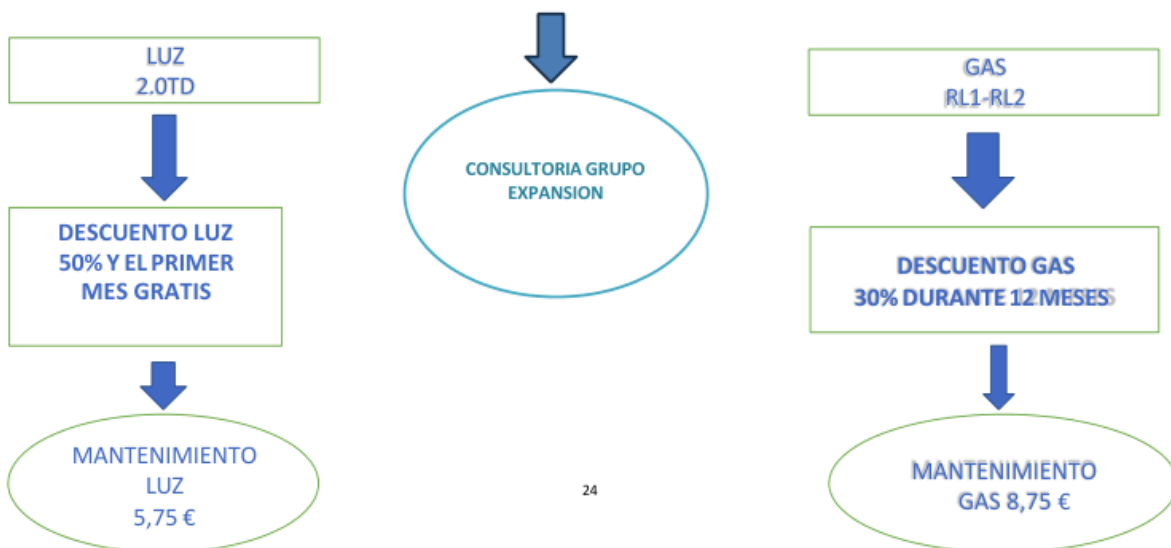 LUZ
2.0TD
DESCUENTO LUZ
50% Y EL PRIMER
MES GRATIS
MANTENIMIENTO
LUZ
5,75 €
CONSULTORIA GRUPO
EXPANSION
24
GAS
RL1-RL2
DESCUENTO GAS
30% DURANTE 12 MESES
MANTENIMIENTO
GAS 8,75 €